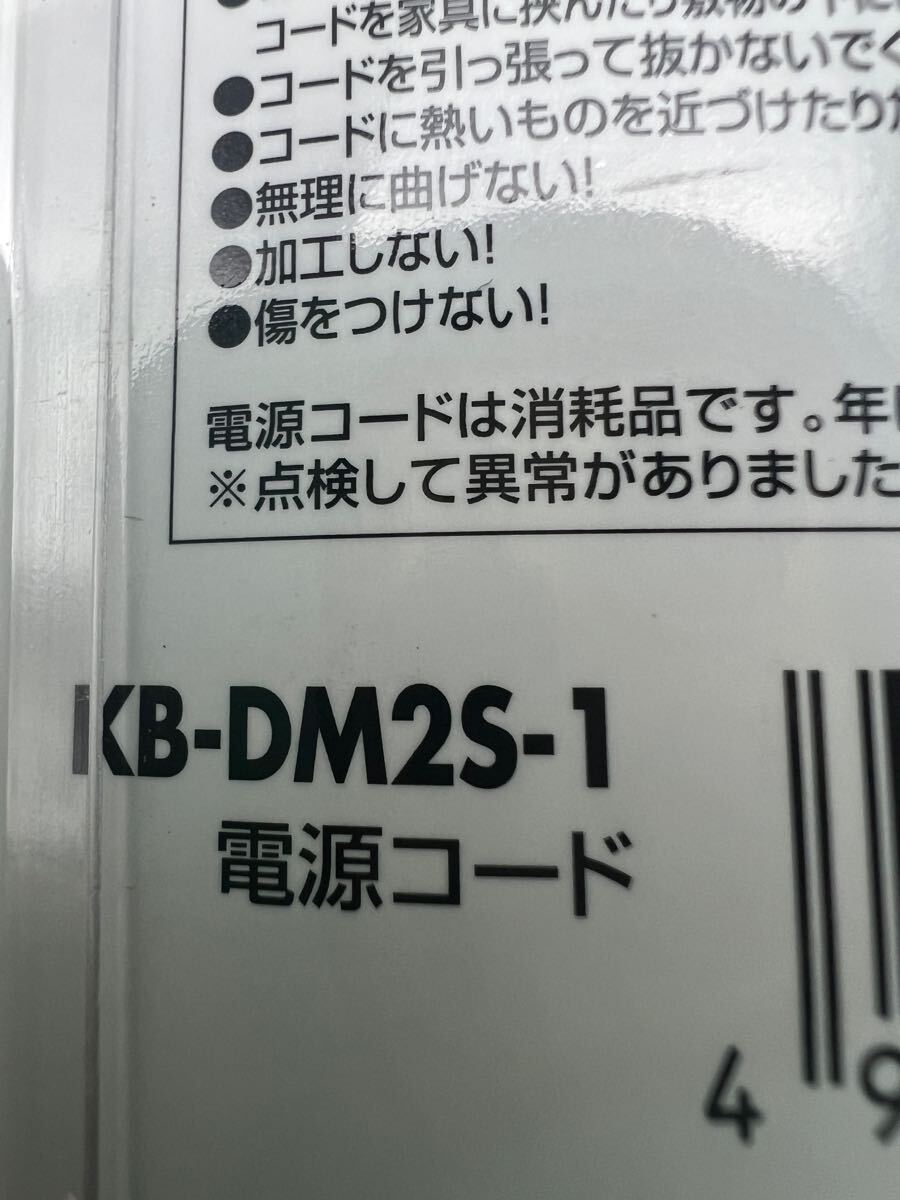 コードを家具に挟んだり敷物の下に
●コードを引っ張って抜かないでく
●コードに熱いものを近づけたりた
●無理に曲げない!
●加工しない!
●傷をつけない!
電源コードは消耗品です。年に
※点検して異常がありました
KB-DM2S-1
電源コード
49